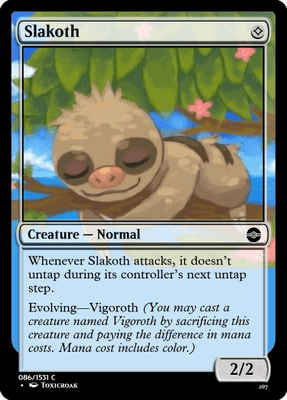 Slakoth
Creature — Normal
Whenever Slakoth attacks, it doesn't
untap during its controller's next untap
step.
Evolving—Vigoroth (You may cast a
creature named Vigoroth by sacrificing this
creature and paying the difference in mana
costs. Mana cost includes color.)
2/2
086/1531 C
• Toxicroak
287